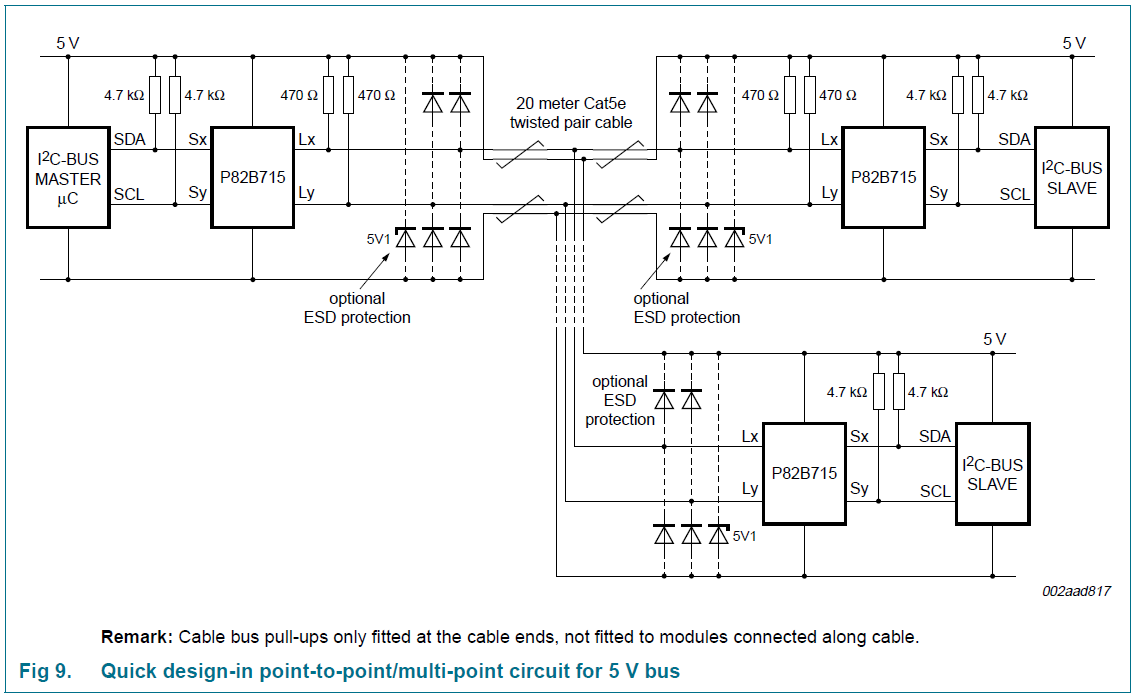 5 V
5 V
4.7 kΩ
4.7 kΩ
470 Ω
470 Ω
20 meter Cat5e
twisted pair cable
470 Ω
470 Ω
4.7 kΩ
4.7 kΩ
I2C-BUS
MASTER
μC
SDA
SCL
Sx
Sy
P82B715
Lx
Ly
Lx
Ly
P82B715
Sx
Sy
SDA
SCL
I2C-BUS
SLAVE
5V1
5V1
optional
ESD protection
optional
ESD protection
5 V
optional
ESD
protection
4.7 kΩ
4.7 kΩ
Lx
Ly
P82B715
Sx
Sy
SDA
SCL
I2C-BUS
SLAVE
5V1
002aad817
Remark: Cable bus pull-ups only fitted at the cable ends, not fitted to modules connected along cable.
Fig 9. Quick design-in point-to-point/multi-point circuit for 5 V bus